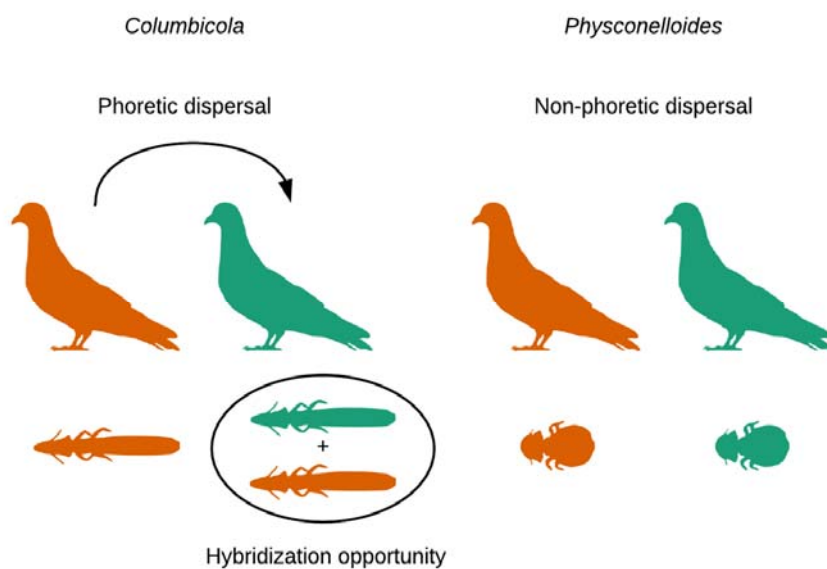 Columbicola
Physconelloides
Phoretic dispersal
Non-phoretic dispersal
+
Hybridization opportunity